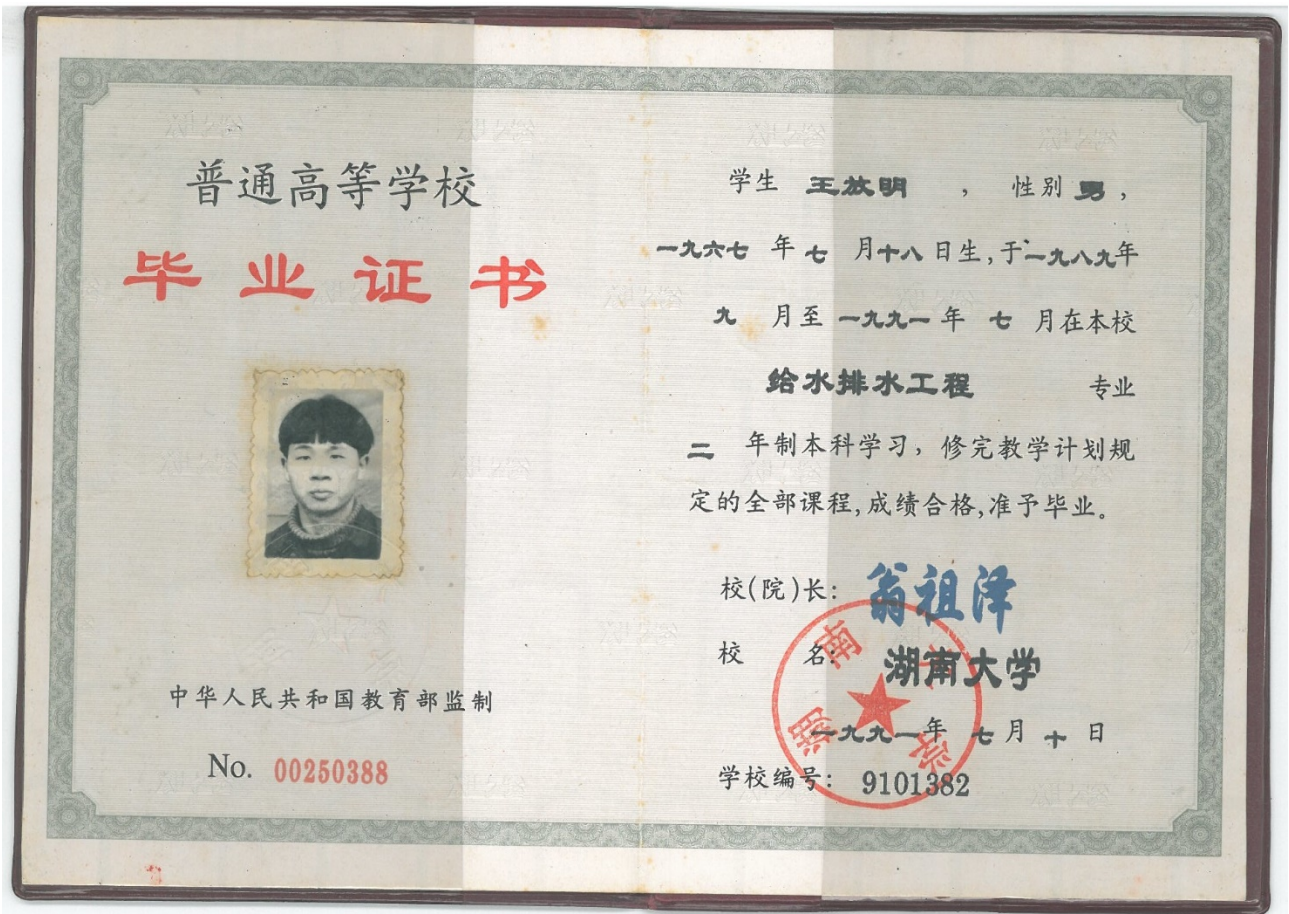 普通高等学校
毕业证书
中华人民共和国教育部监制
No. 00250388
学生 王放明 ， 性别 男，
一九六七 年 七 月十八日生，于一九八九年
九 月至 一九九一 年 七 月在本校
给水排水工程 专业
二 年制本科学习，修完教学计划规
定的全部课程，成绩合格，准予毕业。
校(院)长： 翁祖泽
校 名： 湖南大学
湖南大学
一九九一年 七 月 十 日
学校编号： 9101382